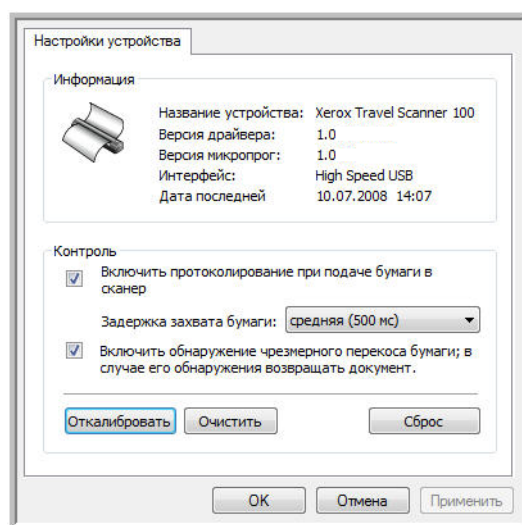 Настройки устройства
Информация
Название устройства: Xerox Travel Scanner 100
Версия драйвера: 1.0
Версия микропрог: 1.0
Интерфейс: High Speed USB
Дата последней 10.07.2008 14:07
Контроль
Включить протоколирование при подаче бумаги в
сканер
Задержка захвата бумаги: средняя (500 мс)
Включить обнаружение чрезмерного перекоса бумаги; в
случае его обнаружения возвращать документ.
Откалибровать Очистить Сброс
OK Отмена Применить